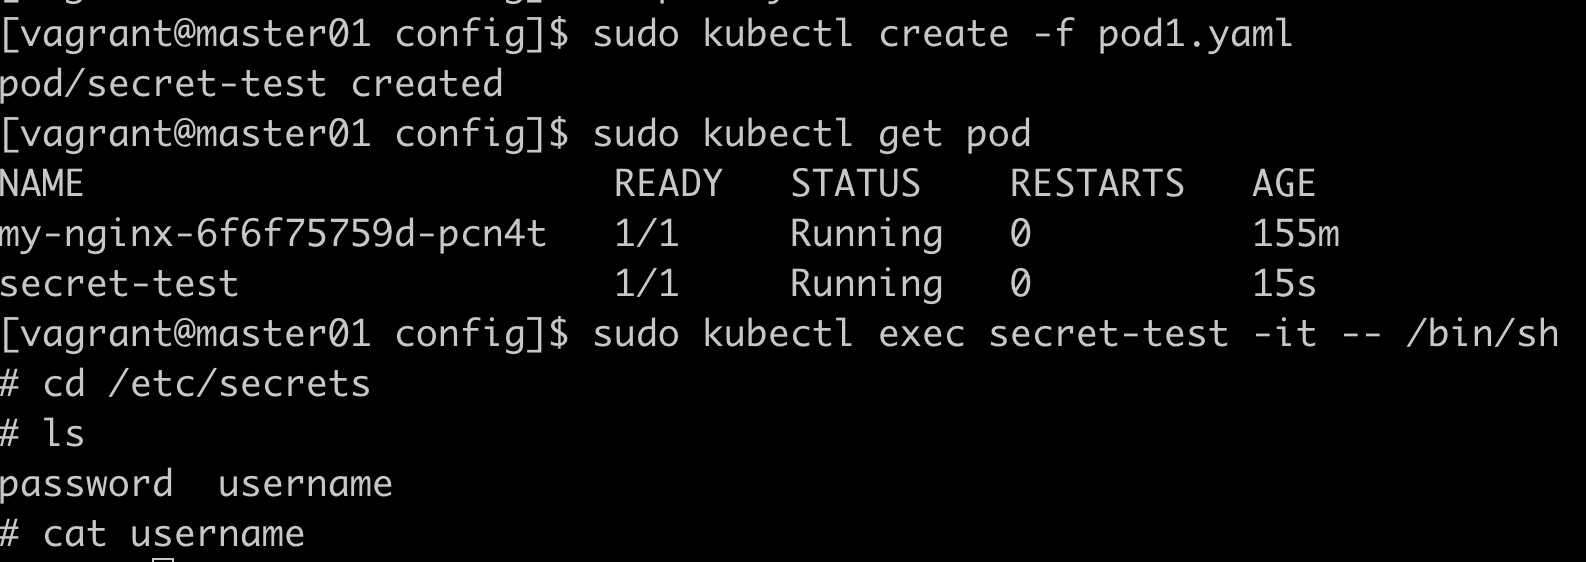 [vagrant@master01 config]$ sudo kubectl create -f pod1.yaml
pod/secret-test created
[vagrant@master01 config]$ sudo kubectl get pod
NAME                        READY   STATUS    RESTARTS   AGE
my-nginx-6f6f75759d-pcn4t   1/1     Running   0          155m
secret-test                 1/1     Running   0          15s
[vagrant@master01 config]$ sudo kubectl exec secret-test -it -- /bin/sh
# cd /etc/secrets
# ls
password  username
# cat username